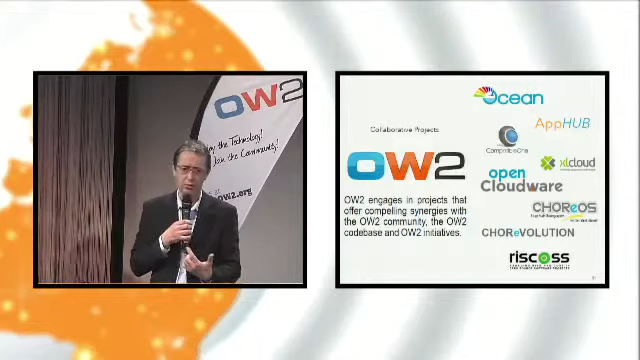 OW2
the Technology!
Join the Community!
OW2.org
Collaborative Projects
OW2
OW2 engages in projects that
offer compelling synergies with
the OW2 community, the OW2
codebase and OW2 initiatives.
Ocean
AppHUB
CompatibleOne
xlcloud
open
Cloudware
CHOReOS
CHOReVOLUTION
riscoss